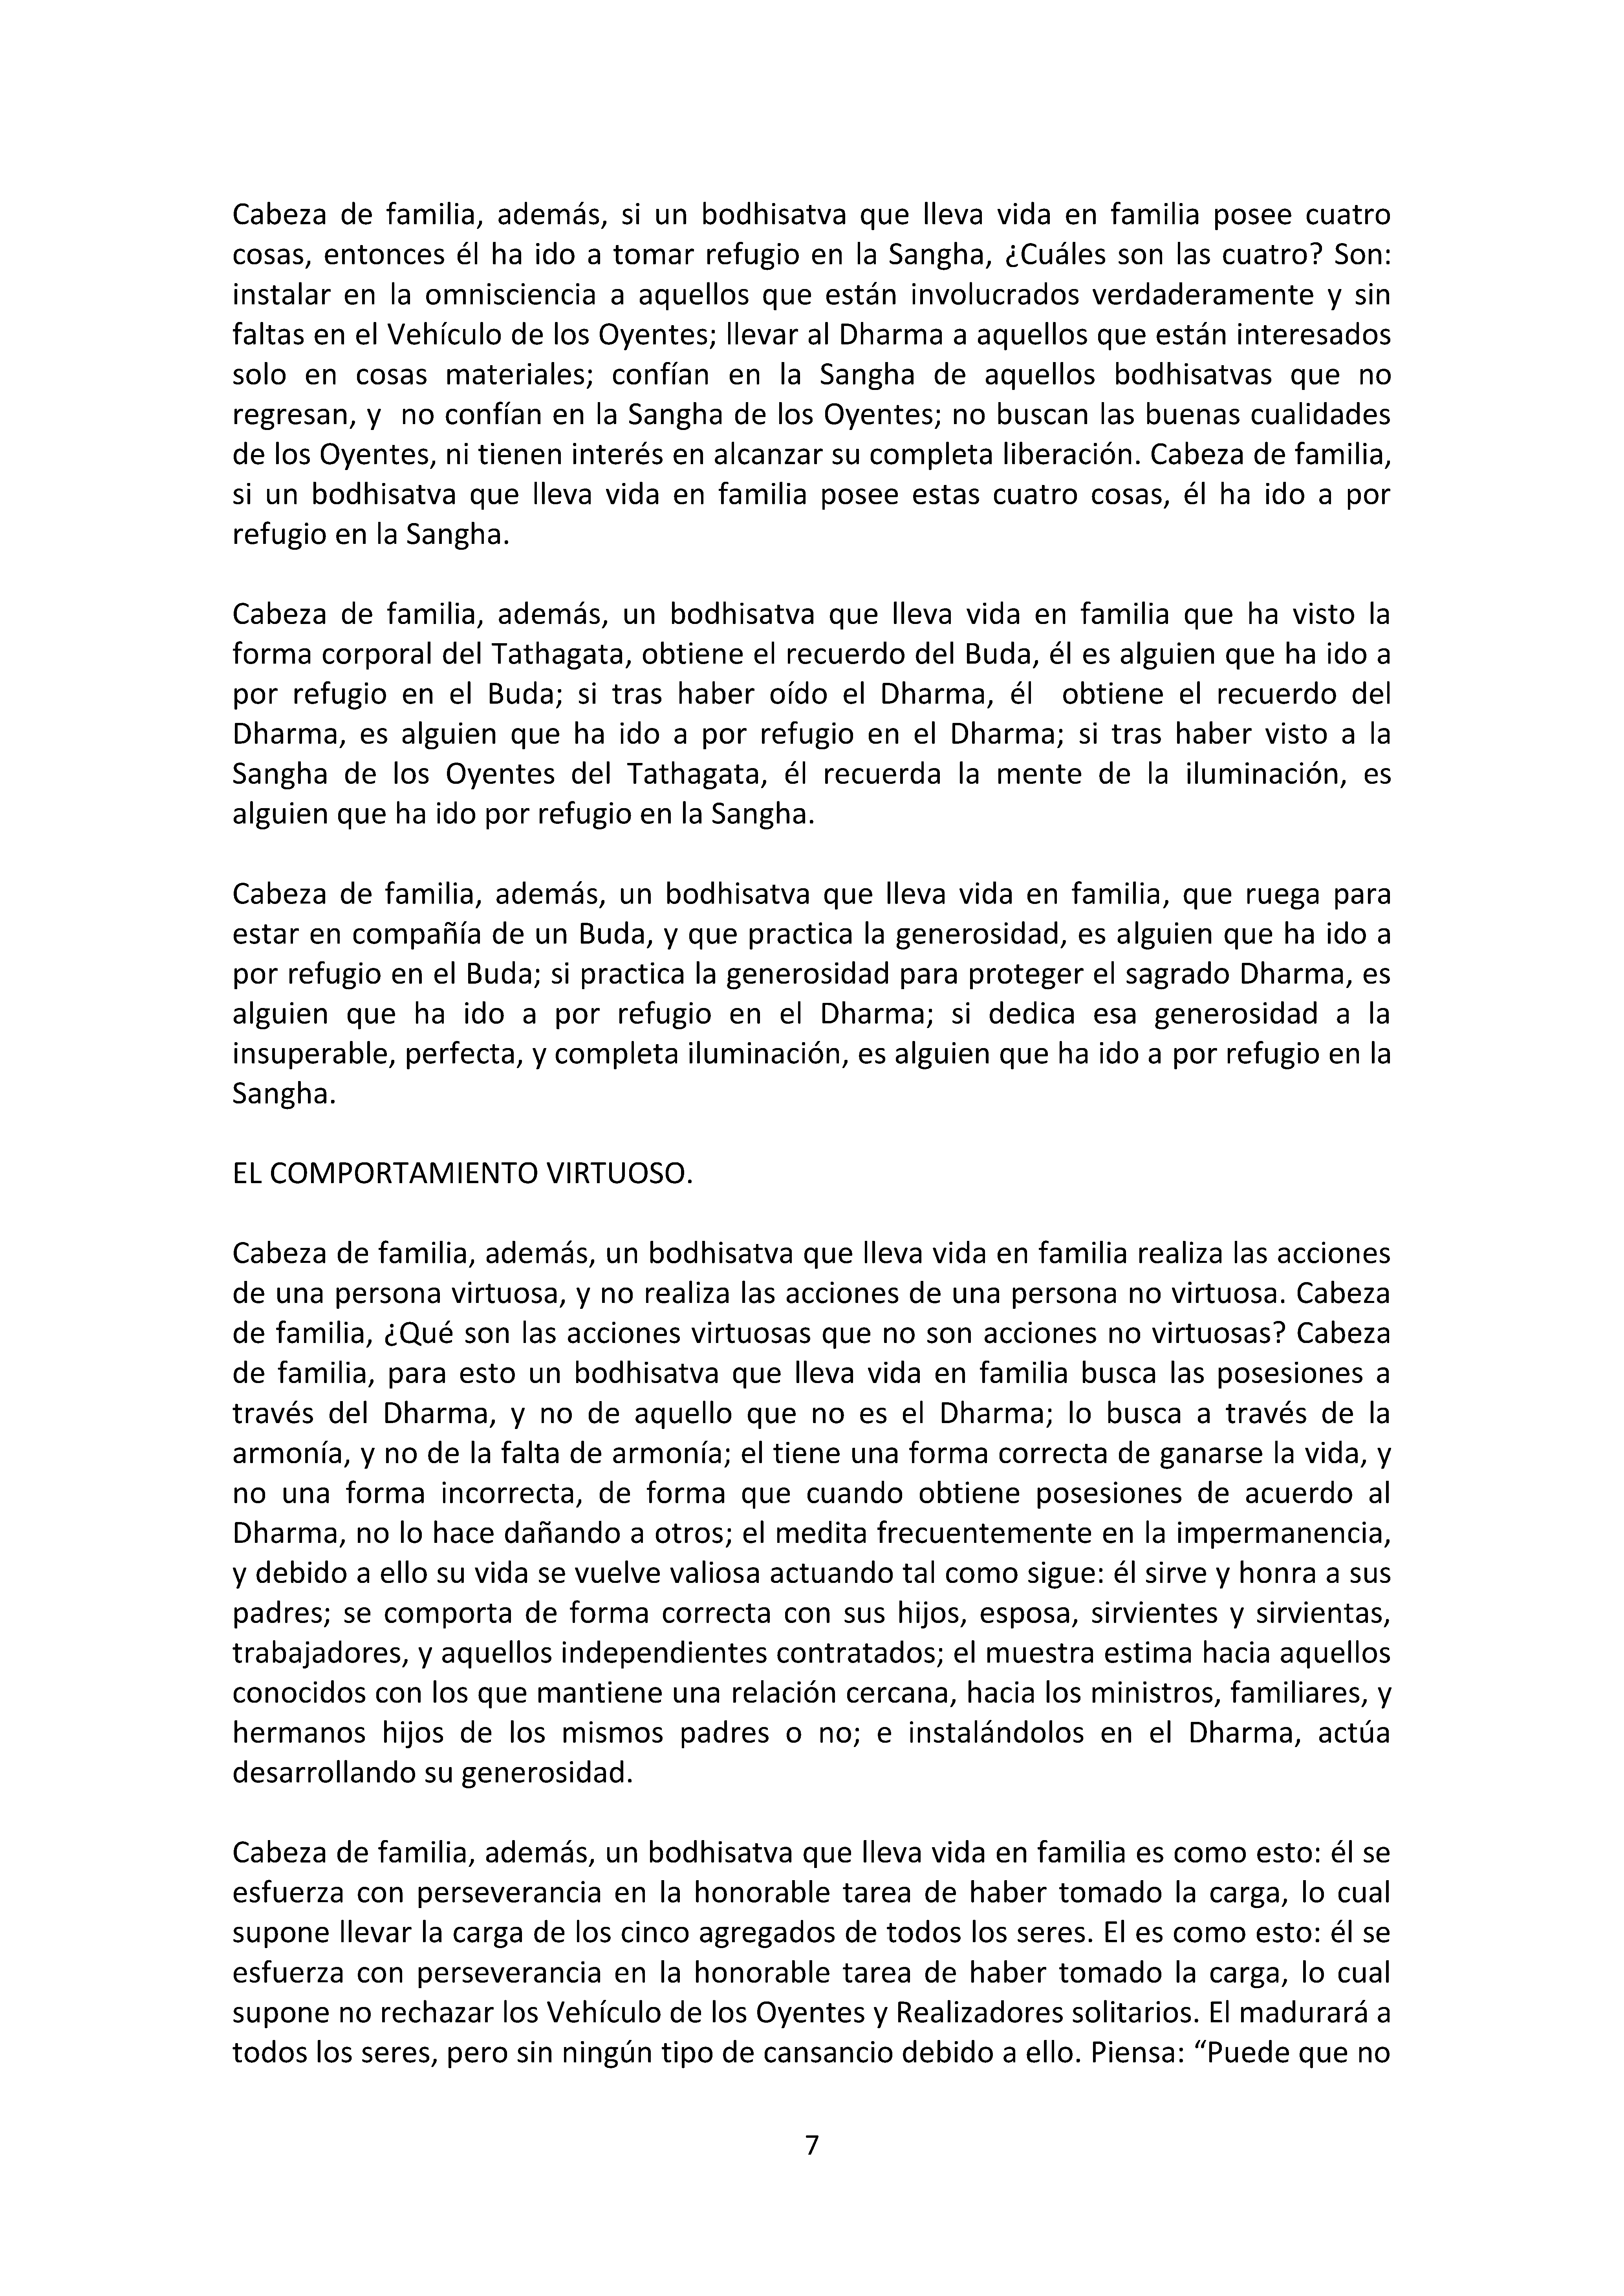 Cabeza de familia, además, si un bodhisatva que lleva vida en familia posee cuatro
cosas, entonces él ha ido a tomar refugio en la Sangha, ¿Cuáles son las cuatro? Son:
instalar en la omnisciencia a aquellos que están involucrados verdaderamente y sin
faltas en el Vehículo de los Oyentes; llevar al Dharma a aquellos que están interesados
solo en cosas materiales; confían en la Sangha de aquellos bodhisatvas que no
regresan, y  no confían en la Sangha de los Oyentes; no buscan las buenas cualidades
de los Oyentes, ni tienen interés en alcanzar su completa liberación. Cabeza de familia,
si un bodhisatva que lleva vida en familia posee estas cuatro cosas, él ha ido a por
refugio en la Sangha.

Cabeza de familia, además, un bodhisatva que lleva vida en familia que ha visto la
forma corporal del Tathagata, obtiene el recuerdo del Buda, él es alguien que ha ido a
por refugio en el Buda; si tras haber oído el Dharma, él  obtiene el recuerdo del
Dharma, es alguien que ha ido a por refugio en el Dharma; si tras haber visto a la
Sangha de los Oyentes del Tathagata, él recuerda la mente de la iluminación, es
alguien que ha ido por refugio en la Sangha.

Cabeza de familia, además, un bodhisatva que lleva vida en familia, que ruega para
estar en compañía de un Buda, y que practica la generosidad, es alguien que ha ido a
por refugio en el Buda; si practica la generosidad para proteger el sagrado Dharma, es
alguien que ha ido a por refugio en el Dharma; si dedica esa generosidad a la
insuperable, perfecta, y completa iluminación, es alguien que ha ido a por refugio en la
Sangha.

EL COMPORTAMIENTO VIRTUOSO.

Cabeza de familia, además, un bodhisatva que lleva vida en familia realiza las acciones
de una persona virtuosa, y no realiza las acciones de una persona no virtuosa. Cabeza
de familia, ¿Qué son las acciones virtuosas que no son acciones no virtuosas? Cabeza
de familia, para esto un bodhisatva que lleva vida en familia busca las posesiones a
través del Dharma, y no de aquello que no es el Dharma; lo busca a través de la
armonía, y no de la falta de armonía; el tiene una forma correcta de ganarse la vida, y
no una forma incorrecta, de forma que cuando obtiene posesiones de acuerdo al
Dharma, no lo hace dañando a otros; el medita frecuentemente en la impermanencia,
y debido a ello su vida se vuelve valiosa actuando tal como sigue: él sirve y honra a sus
padres; se comporta de forma correcta con sus hijos, esposa, sirvientes y sirvientas,
trabajadores, y aquellos independientes contratados; el muestra estima hacia aquellos
conocidos con los que mantiene una relación cercana, hacia los ministros, familiares, y
hermanos hijos de los mismos padres o no; e instalándolos en el Dharma, actúa
desarrollando su generosidad.

Cabeza de familia, además, un bodhisatva que lleva vida en familia es como esto: él se
esfuerza con perseverancia en la honorable tarea de haber tomado la carga, lo cual
supone llevar la carga de los cinco agregados de todos los seres. El es como esto: él se
esfuerza con perseverancia en la honorable tarea de haber tomado la carga, lo cual
supone no rechazar los Vehículo de los Oyentes y Realizadores solitarios. El madurará a
todos los seres, pero sin ningún tipo de cansancio debido a ello. Piensa: “Puede que no

7